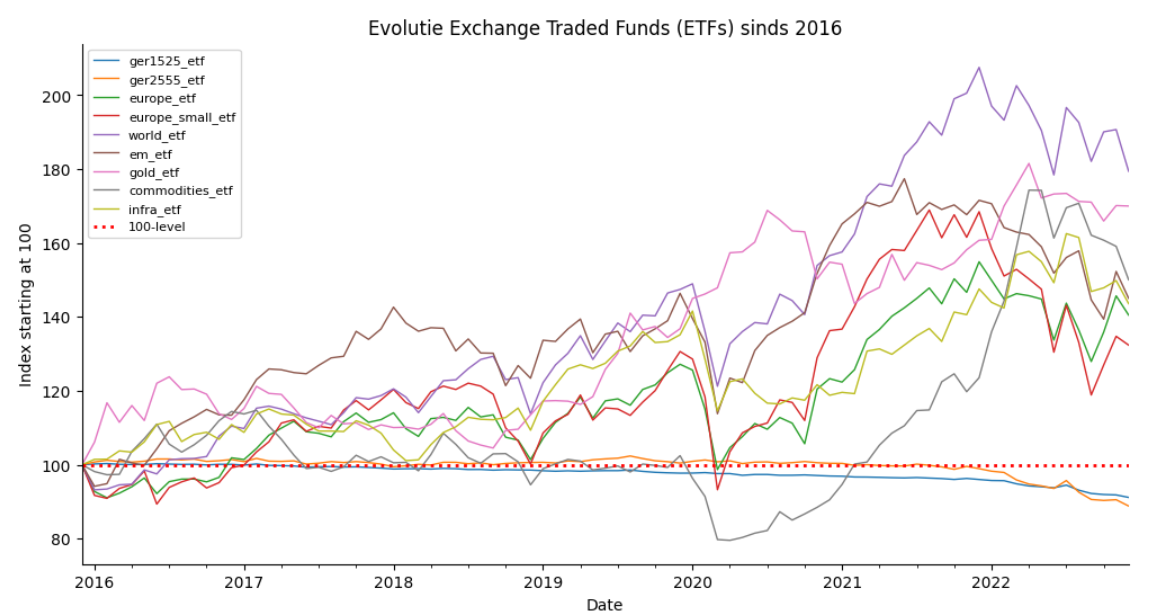 Evolutie Exchange Traded Funds (ETFs) sinds 2016
ger1525_etf
ger2555_etf
europe_etf
europe_small_etf
world_etf
em_etf
gold_etf
commodities_etf
infra_etf
100-level
Index starting at 100
200
180
160
140
120
100
80
2016 2017 2018 2019 2020 2021 2022
Date